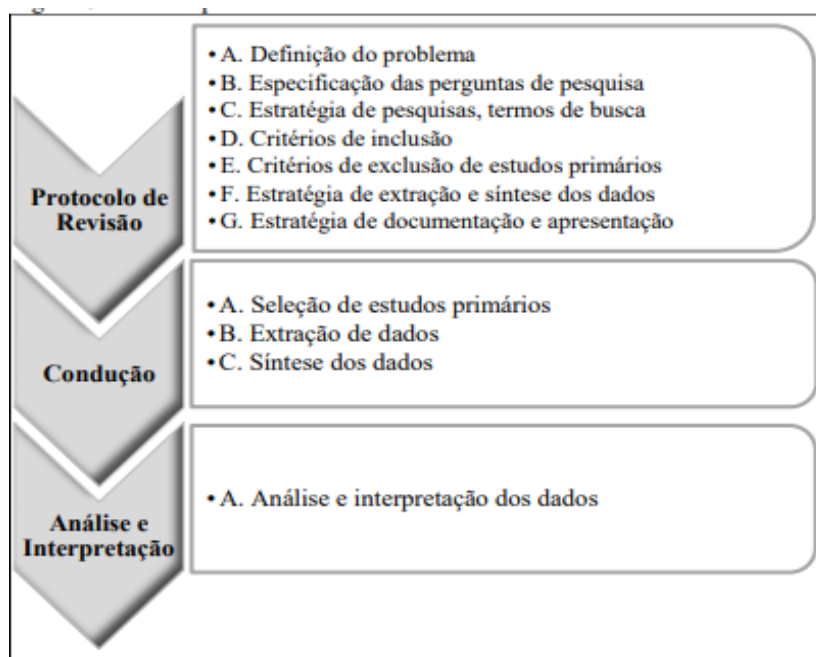 • A. Definição do problema
• B. Especificação das perguntas de pesquisa
• C. Estratégia de pesquisas, termos de busca
• D. Critérios de inclusão
• E. Critérios de exclusão de estudos primários
• F. Estratégia de extração e síntese dos dados
• G. Estratégia de documentação e apresentação
Protocolo de
Revisão
• A. Seleção de estudos primários
• B. Extração de dados
• C. Síntese dos dados
Condução
• A. Análise e interpretação dos dados
Análise e
Interpretação